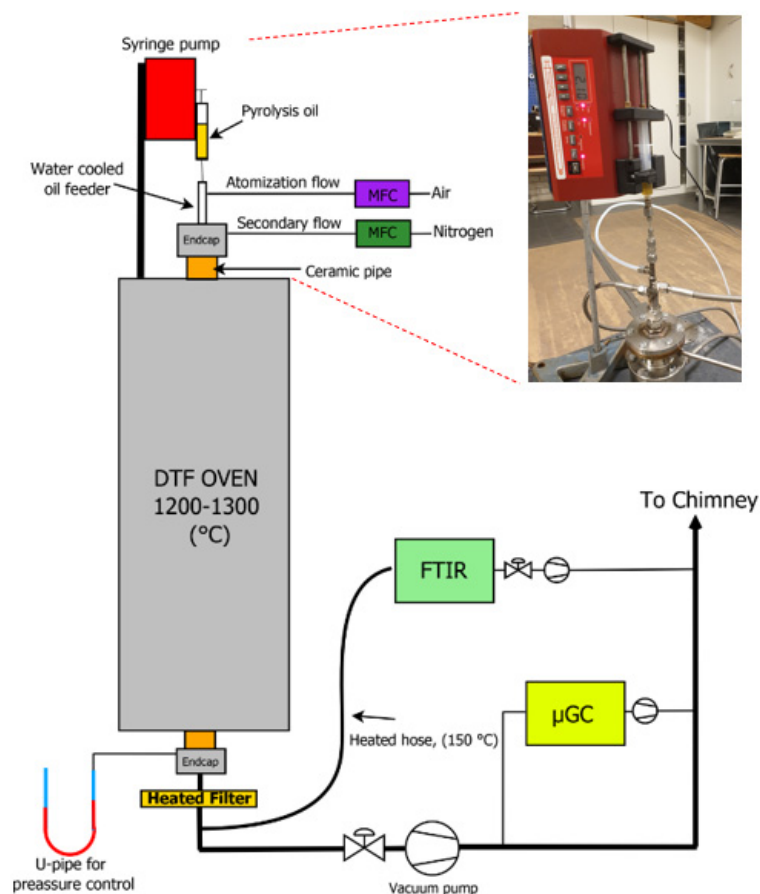 Syringe pump
Pyrolysis oil
Water cooled
oil feeder
Atomization flow
MFC
Air
Secondary flow
MFC
Nitrogen
Endcap
Ceramic pipe
DTF OVEN
1200-1300
(°C)
To Chimney
FTIR
µGC
Heated hose, (150 °C)
Endcap
Heated Filter
U-pipe for
preassure control
Vacuum pump